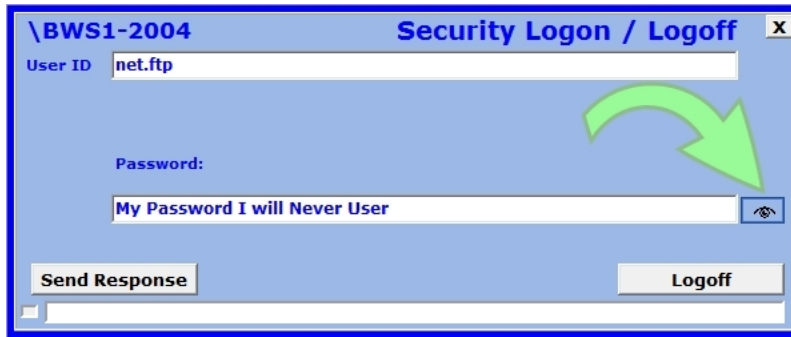 \BWS1-2004 Security Logon / Logoff X
User ID net.ftp
Password:
My Password I will Never User
Send Response Logoff